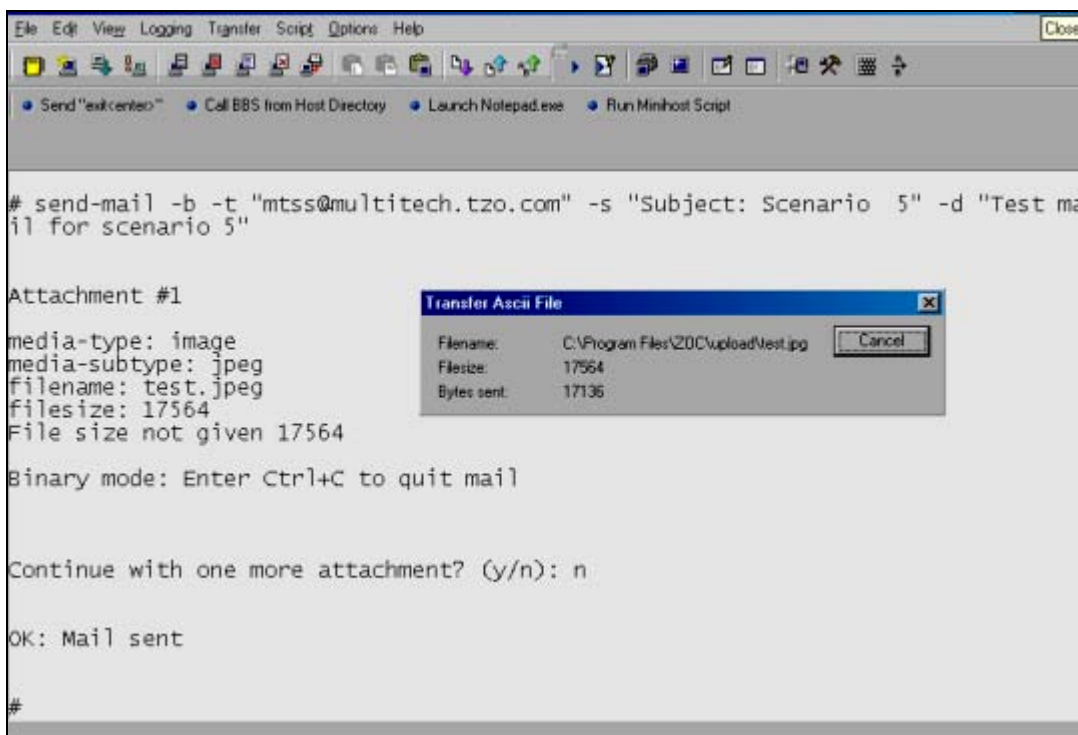 File Edit View Logging Transfer Script Options Help
Close
Send "exit<enter>" Call BBS from Host Directory Launch Notepad.exe Run Minihost Script
# send-mail -b -t "mtss@multitech.tzo.com" -s "Subject: Scenario 5" -d "Test ma
il for scenario 5"
Attachment #1
media-type: image
media-subtype: jpeg
filename: test.jpeg
filesize: 17564
File size not given 17564
Binary mode: Enter Ctrl+C to quit mail
Continue with one more attachment? (y/n): n
OK: Mail sent
#
Transfer Ascii File
Filename: C:\Program Files\ZOC\upload\test.jpg Cancel
Filesize: 17564
Bytes sent: 17136